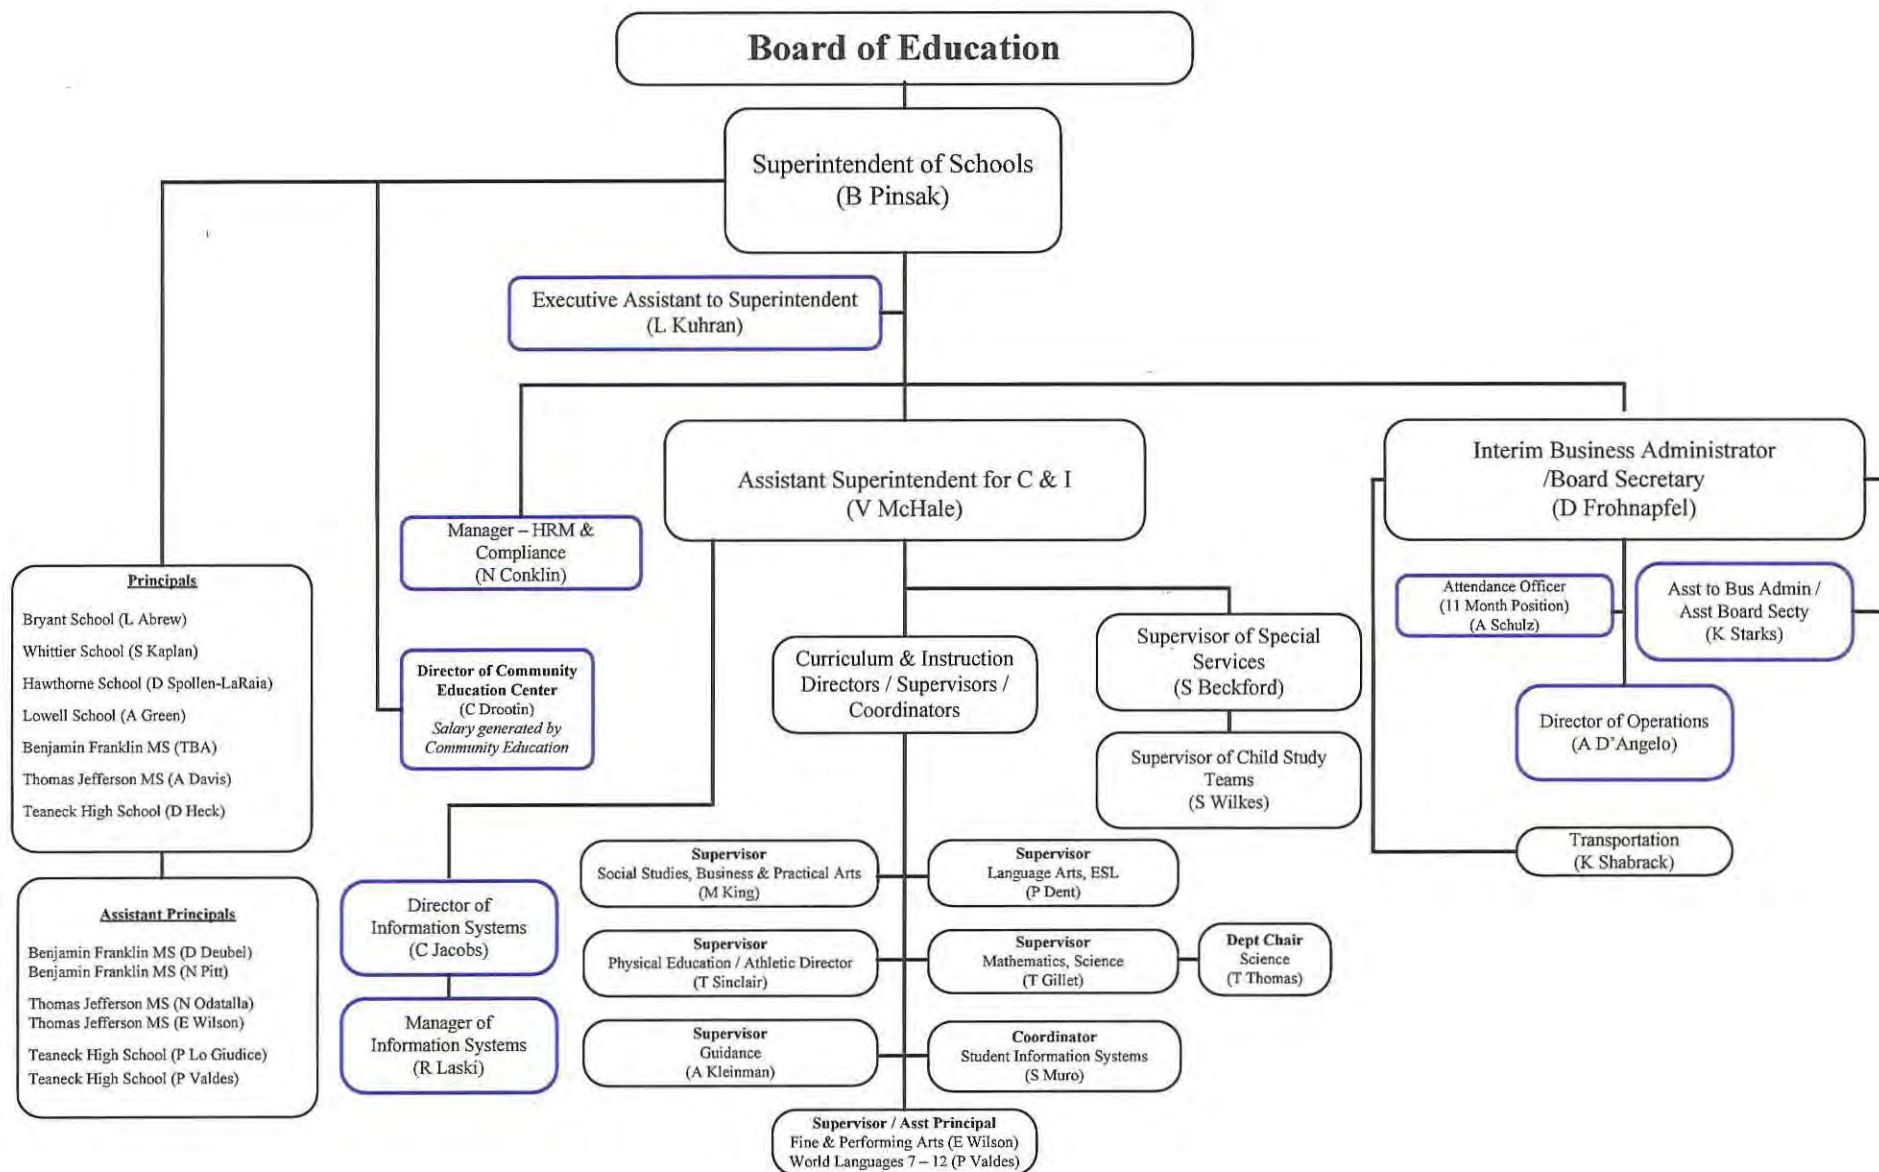 Board of Education
Superintendent of Schools
(B Pinsak)
Executive Assistant to Superintendent
(L Kuhran)
Manager – HRM &
Compliance
(N Conklin)
Assistant Superintendent for C & I
(V McHale)
Interim Business Administrator
/Board Secretary
(D Frohnapfel)
Principals
Bryant School (L Abrew)
Whittier School (S Kaplan)
Hawthorne School (D Spollen-LaRaia)
Lowell School (A Green)
Benjamin Franklin MS (TBA)
Thomas Jefferson MS (A Davis)
Teaneck High School (D Heck)
Assistant Principals
Benjamin Franklin MS (D Deubel)
Benjamin Franklin MS (N Pitt)
Thomas Jefferson MS (N Odatalla)
Thomas Jefferson MS (E Wilson)
Teaneck High School (P Lo Giudice)
Teaneck High School (P Valdes)
Director of Community
Education Center
(C Drootin)
Salary generated by
Community Education
Director of
Information Systems
(C Jacobs)
Manager of
Information Systems
(R Laski)
Curriculum & Instruction
Directors / Supervisors /
Coordinators
Supervisor of Special
Services
(S Beckford)
Supervisor of Child Study
Teams
(S Wilkes)
Attendance Officer
(11 Month Position)
(A Schulz)
Asst to Bus Admin /
Asst Board Secty
(K Starks)
Director of Operations
(A D'Angelo)
Transportation
(K Shabrack)
Supervisor
Social Studies, Business & Practical Arts
(M King)
Supervisor
Language Arts, ESL
(P Dent)
Supervisor
Physical Education / Athletic Director
(T Sinclair)
Supervisor
Mathematics, Science
(T Gillet)
Dept Chair
Science
(T Thomas)
Supervisor
Guidance
(A Kleinman)
Coordinator
Student Information Systems
(S Muro)
Supervisor / Asst Principal
Fine & Performing Arts (E Wilson)
World Languages 7 – 12 (P Valdes)